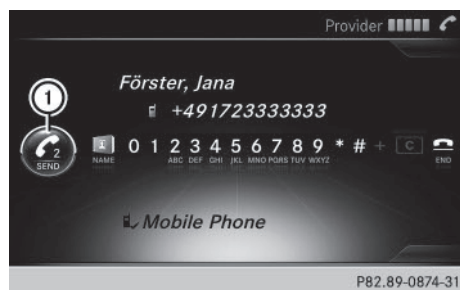 Provider
1
Förster, Jana
+491723333333
2 0 1 2 3 4 5 6 7 8 9 * # + C
SEND NAME ABC DEF GHI JKL MNO PQRS TUV WXYZ END
Mobile Phone
P82.89-0874-31